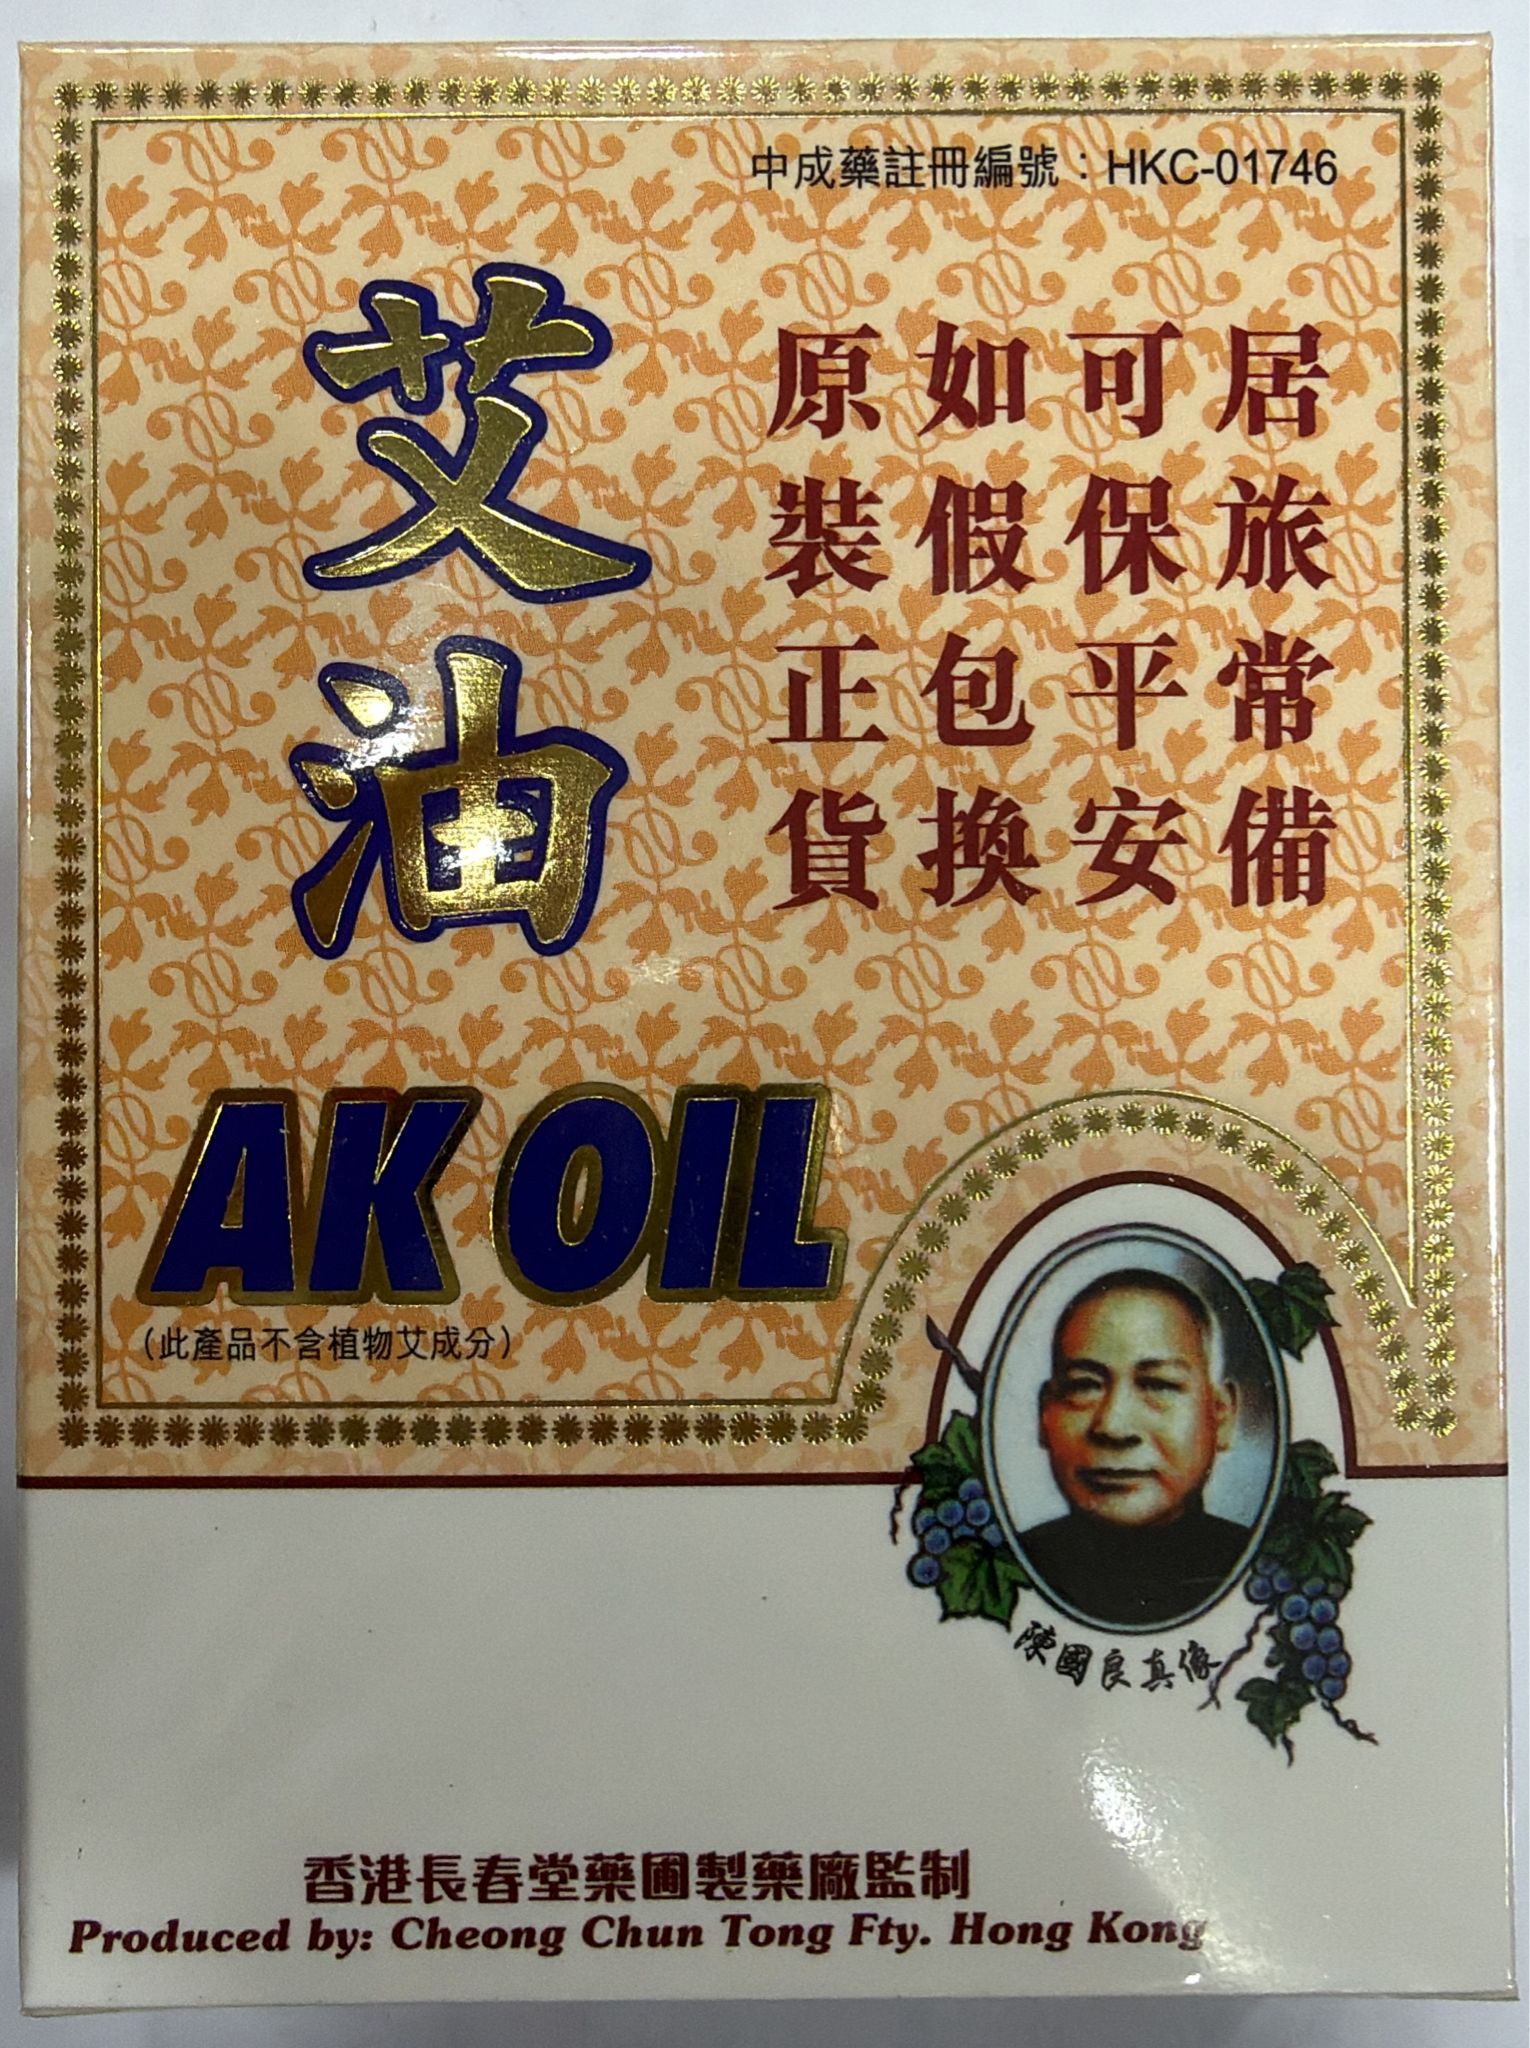 中成藥註冊編號：HKC-01746
艾油
居旅常備
可保平安
如假包換
原裝正貨
AK OIL
（此產品不含植物艾成分）
陳國良真像
香港長春堂藥圃製藥廠監制
Produced by: Cheong Chun Tong Fty. Hong Kong